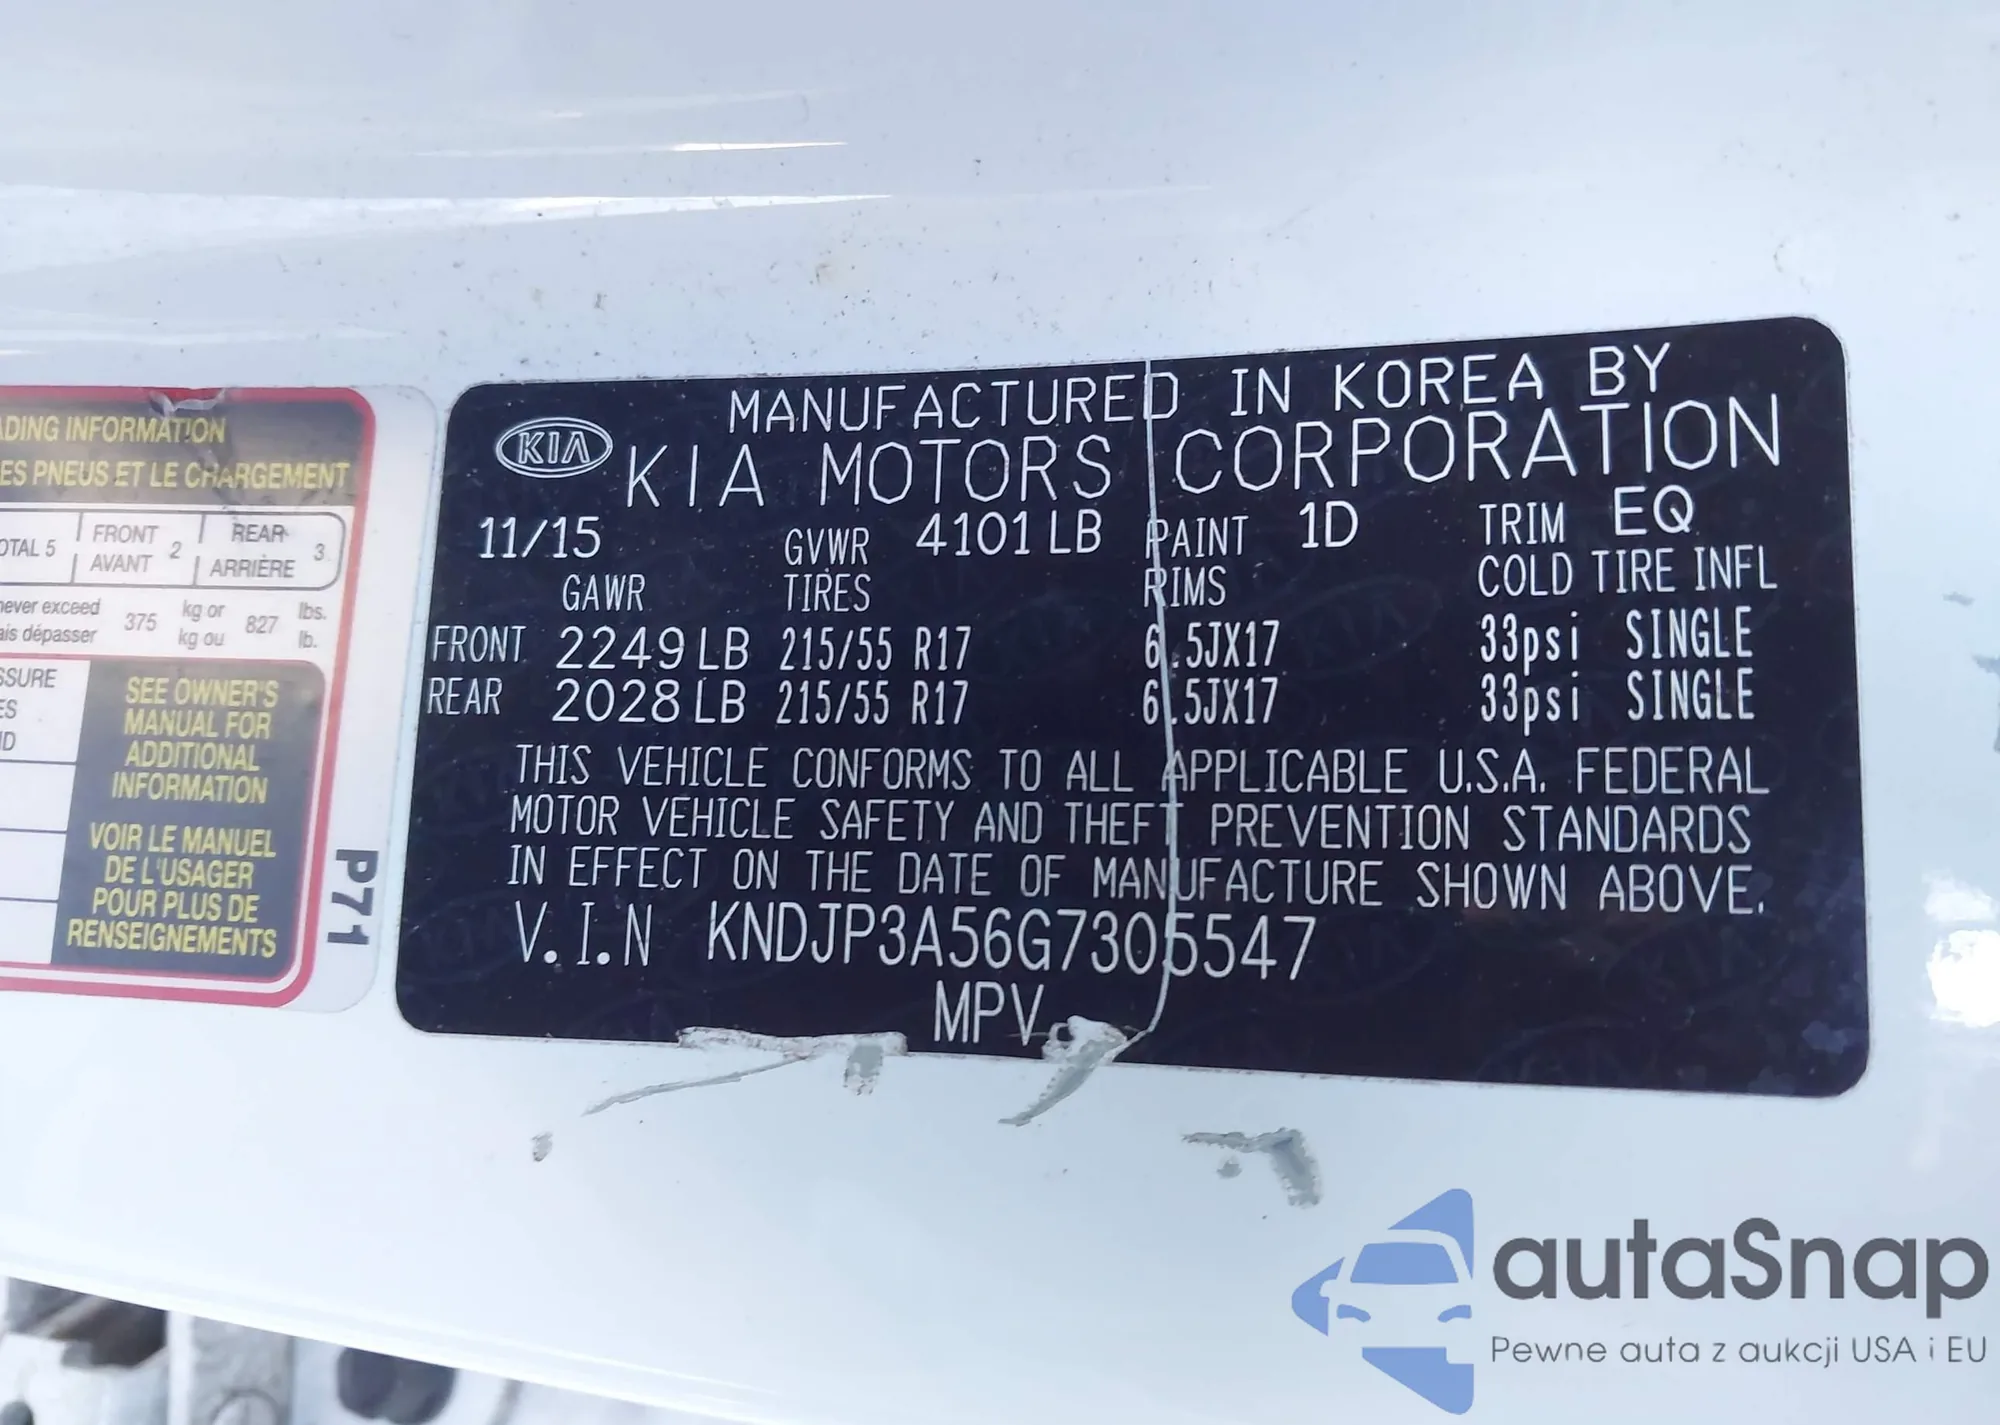 ADING INFORMATION
ES PNEUS ET LE CHARGEMENT
OTAL 5
FRONT
AVANT
2
REAR
ARRIÈRE
3
never exceed
ais dépasser
375
kg or
kg ou
827
lbs.
lb.
SSURE
ES
ID
SEE OWNER'S
MANUAL FOR
ADDITIONAL
INFORMATION
VOIR LE MANUEL
DE L'USAGER
POUR PLUS DE
RENSEIGNEMENTS
P71
KIA
MANUFACTURED IN KOREA BY
KIA MOTORS CORPORATION
11/15 GVWR 4101 LB PAINT 1D TRIM EQ
GAWR TIRES RIMS COLD TIRE INFL
FRONT 2249 LB 215/55 R17 6.5JX17 33psi SINGLE
REAR 2028 LB 215/55 R17 6.5JX17 33psi SINGLE
THIS VEHICLE CONFORMS TO ALL APPLICABLE U.S.A. FEDERAL
MOTOR VEHICLE SAFETY AND THEFT PREVENTION STANDARDS
IN EFFECT ON THE DATE OF MANUFACTURE SHOWN ABOVE.
V.I.N KNDJP3A56G7305547
MPV
autaSnap
Pewne auta z aukcji USA i EU